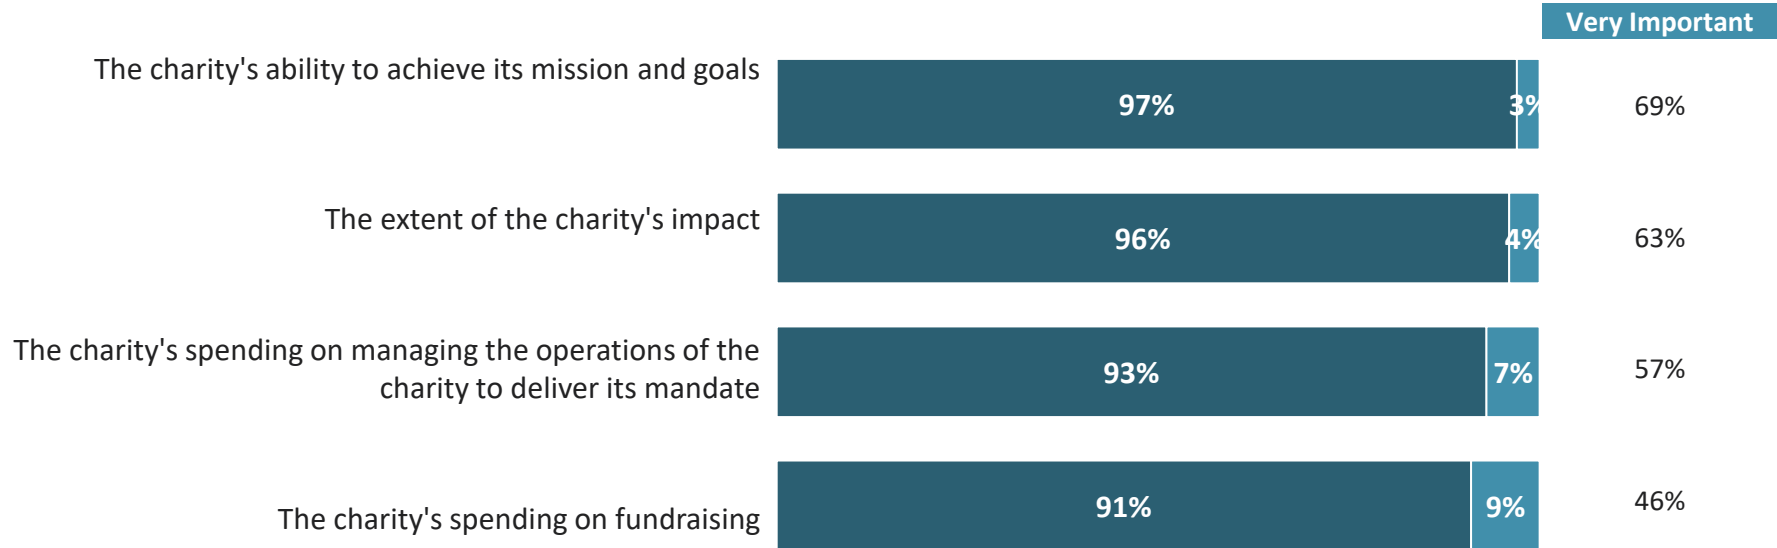 Very Important
The charity's ability to achieve its mission and goals
97%
3%
69%
The extent of the charity's impact
96%
4%
63%
The charity's spending on managing the operations of the
charity to deliver its mandate
93%
7%
57%
The charity's spending on fundraising
91%
9%
46%